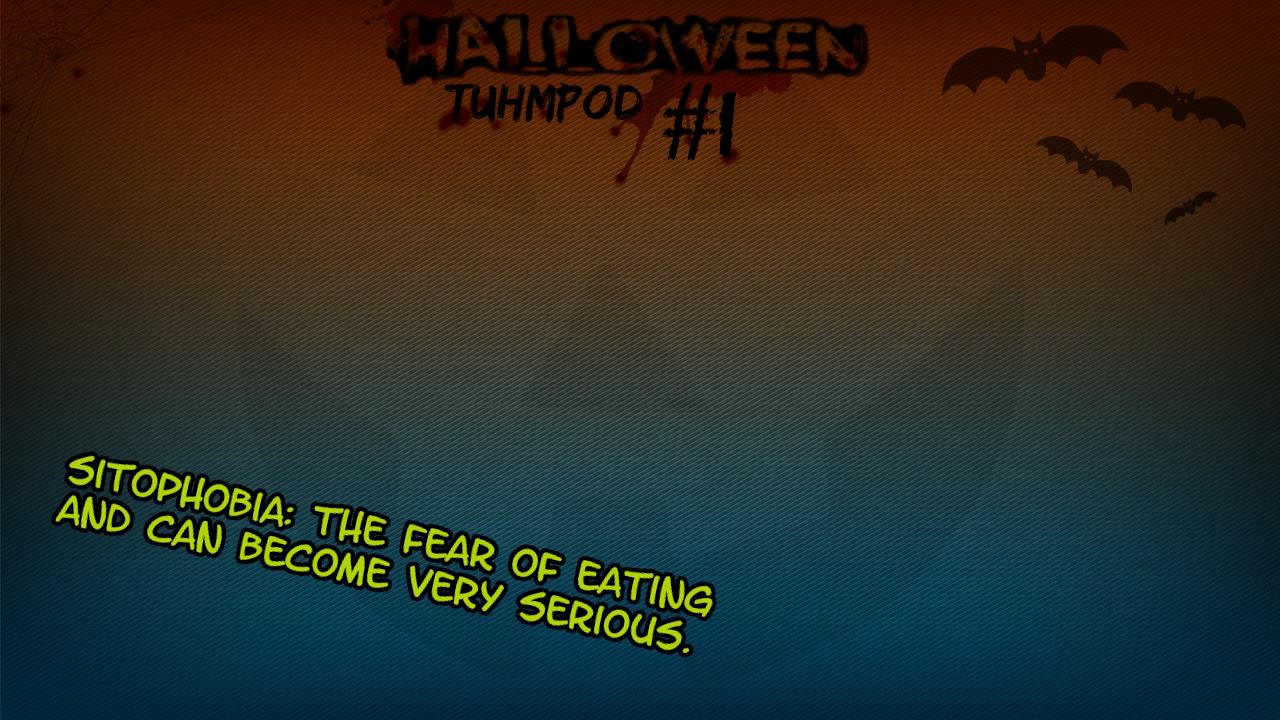 HALLOWEEN
TUHMPOD #1
SITOPHOBIA: THE FEAR OF EATING
AND CAN BECOME VERY SERIOUS.